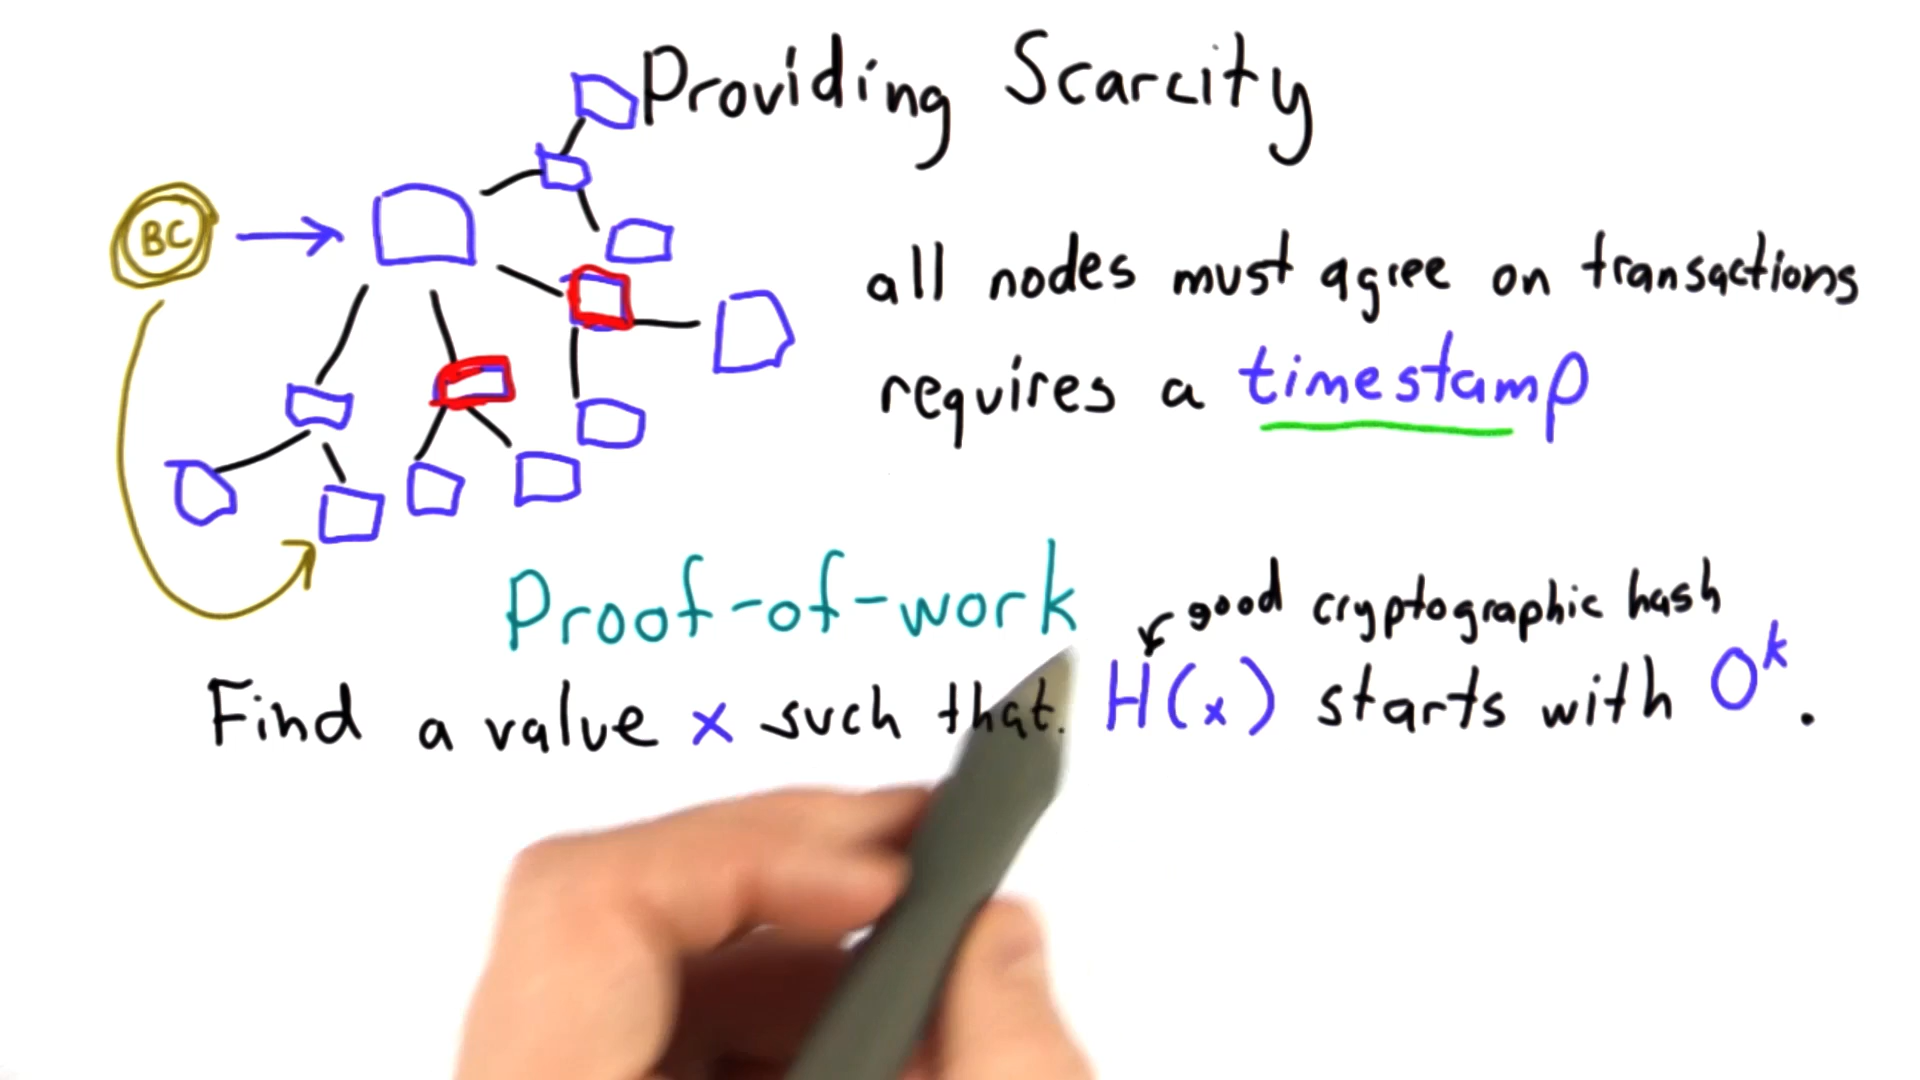 Providing Scarcity
BC
all nodes must agree on transactions
requires a timestamp
Proof-of-work
good cryptographic hash
Find a value x such that H(x) starts with 0^k.